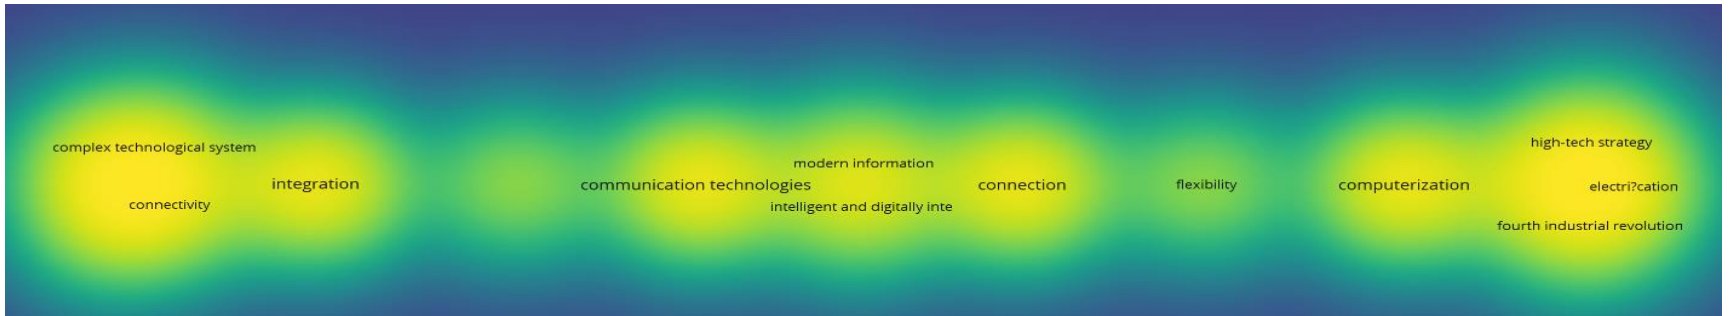 complex technological system
connectivity
integration
communication technologies
modern information
intelligent and digitally inte
connection
flexibility
computerization
high-tech strategy
electri?cation
fourth industrial revolution